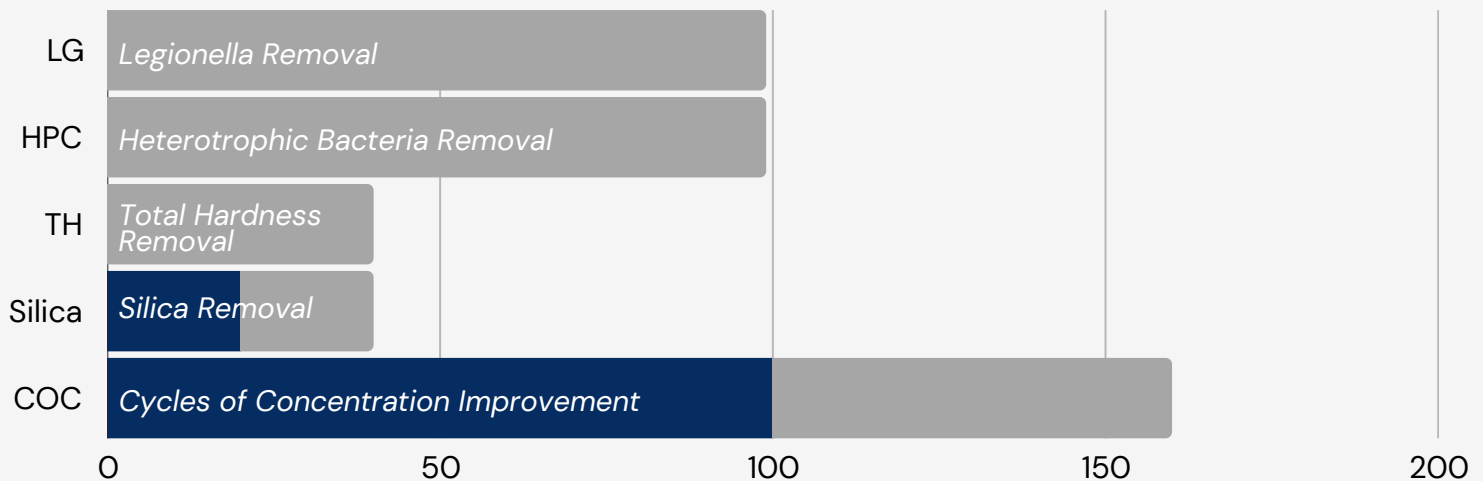 LG
Legionella Removal
HPC
Heterotrophic Bacteria Removal
TH
Total Hardness
Removal
Silica
Silica Removal
COC
Cycles of Concentration Improvement
0 50 100 150 200